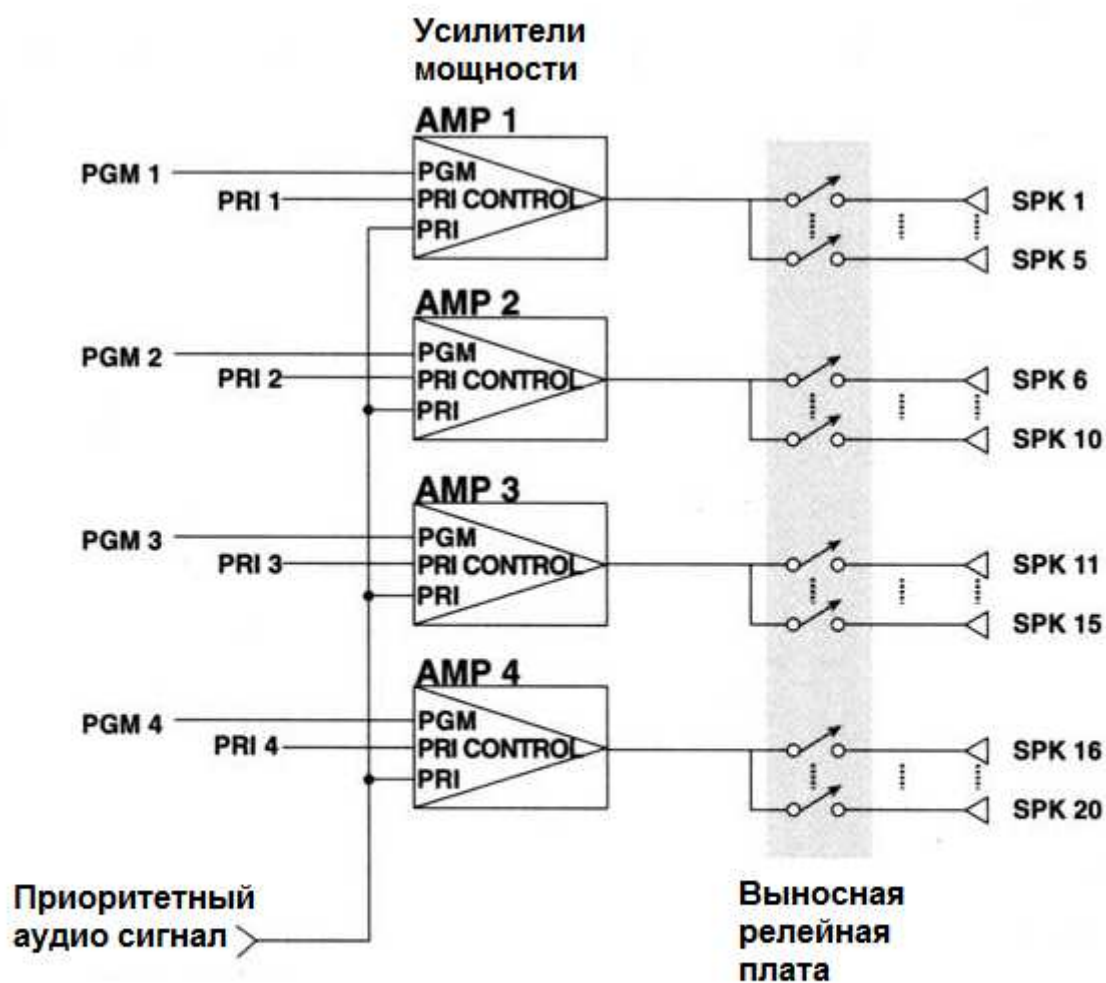 Усилители
мощности
AMP 1
PGM 1
PGM
PRI 1
PRI CONTROL
PRI
SPK 1
SPK 5
AMP 2
PGM 2
PGM
PRI 2
PRI CONTROL
PRI
SPK 6
SPK 10
AMP 3
PGM 3
PGM
PRI 3
PRI CONTROL
PRI
SPK 11
SPK 15
AMP 4
PGM 4
PGM
PRI 4
PRI CONTROL
PRI
SPK 16
SPK 20
Приоритетный
аудио сигнал
Выносная
релейная
плата